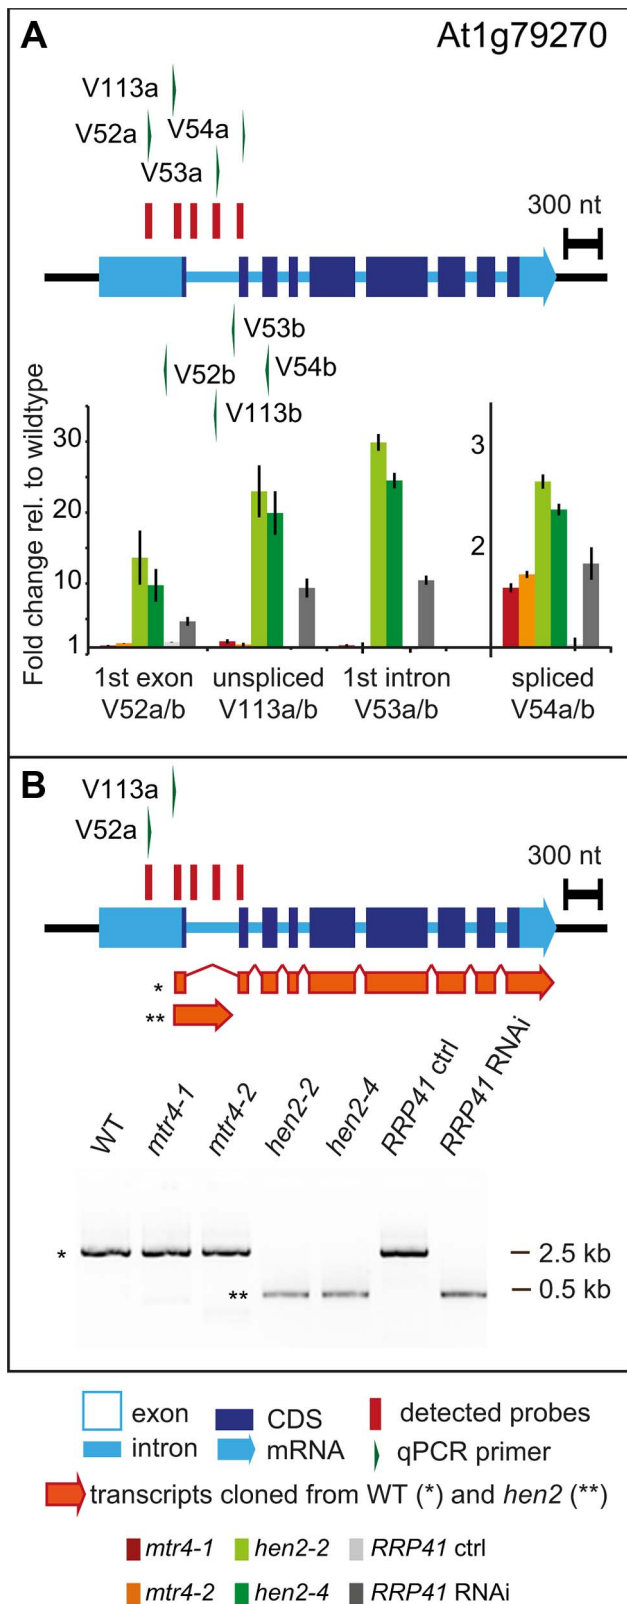 A
At1g79270
V113a
V52a V54a
V53a
300 nt
V53b
V52b V54b
V113b
Fold change rel. to wildtype
30
20
10
1
3
2
1st exon unspliced 1st intron spliced
V52a/b V113a/b V53a/b V54a/b
B
V113a
V52a
300 nt
*
**
WT mtr4-1 mtr4-2 hen2-2 hen2-4 RRP41 ctrl RRP41 RNAi
* – 2.5 kb
** – 0.5 kb
exon CDS detected probes
intron mRNA qPCR primer
transcripts cloned from WT (*) and hen2 (**)
mtr4-1 hen2-2 RRP41 ctrl
mtr4-2 hen2-4 RRP41 RNAi